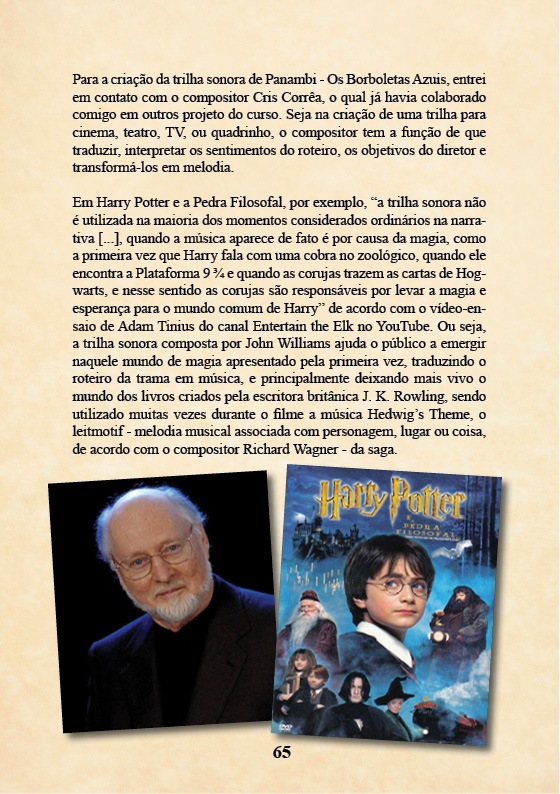 Para a criação da trilha sonora de Panambi - Os Borboletas Azuis, entrei
em contato com o compositor Cris Corrêa, o qual já havia colaborado
comigo em outros projeto do curso. Seja na criação de uma trilha para
cinema, teatro, TV, ou quadrinho, o compositor tem a função de que
traduzir, interpretar os sentimentos do roteiro, os objetivos do diretor e
transformá-los em melodia.
Em Harry Potter e a Pedra Filosofal, por exemplo, “a trilha sonora não
é utilizada na maioria dos momentos considerados ordinários na narra-
tiva [...], quando a música aparece de fato é por causa da magia, como
a primeira vez que Harry fala com uma cobra no zoológico, quando ele
encontra a Plataforma 9 ¾ e quando as corujas trazem as cartas de Hog-
warts, e nesse sentido as corujas são responsáveis por levar a magia e
esperança para o mundo comum de Harry” de acordo com o vídeo-en-
saio de Adam Tinius do canal Entertain the Elk no YouTube. Ou seja,
a trilha sonora composta por John Williams ajuda o público a emergir
naquele mundo de magia apresentado pela primeira vez, traduzindo o
roteiro da trama em música, e principalmente deixando mais vivo o
mundo dos livros criados pela escritora britânica J. K. Rowling, sendo
utilizado muitas vezes durante o filme a música Hedwig’s Theme, o
leitmotif - melodia musical associada com personagem, lugar ou coisa,
de acordo com o compositor Richard Wagner - da saga.
Harry Potter
E A
PEDRA
FILOSOFAL
DVD
65